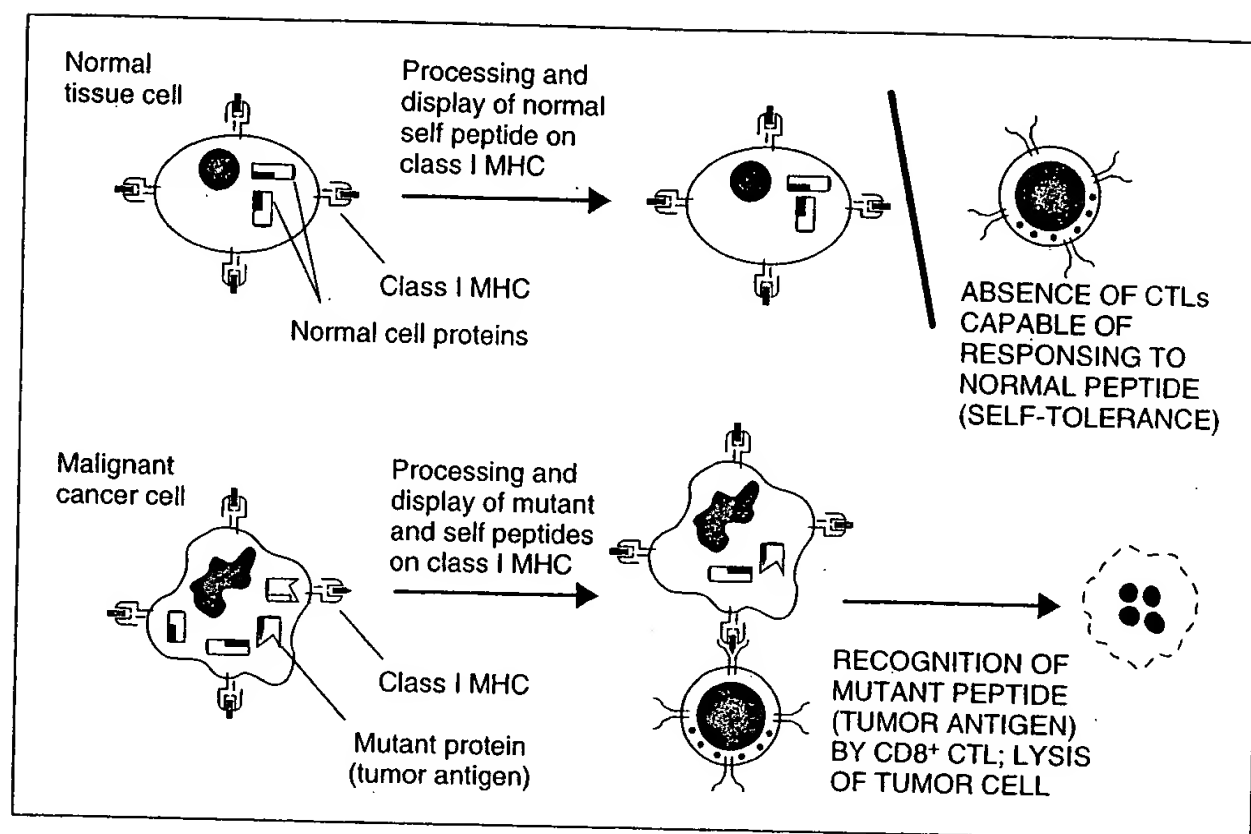 Normal
tissue cell
Processing and
display of normal
self peptide on
class I MHC
Class I MHC
Normal cell proteins
ABSENCE OF CTLs
CAPABLE OF
RESPONSING TO
NORMAL PEPTIDE
(SELF-TOLERANCE)
Malignant
cancer cell
Processing and
display of mutant
and self peptides
on class I MHC
Class I MHC
Mutant protein
(tumor antigen)
RECOGNITION OF
MUTANT PEPTIDE
(TUMOR ANTIGEN)
BY CD8⁺ CTL; LYSIS
OF TUMOR CELL